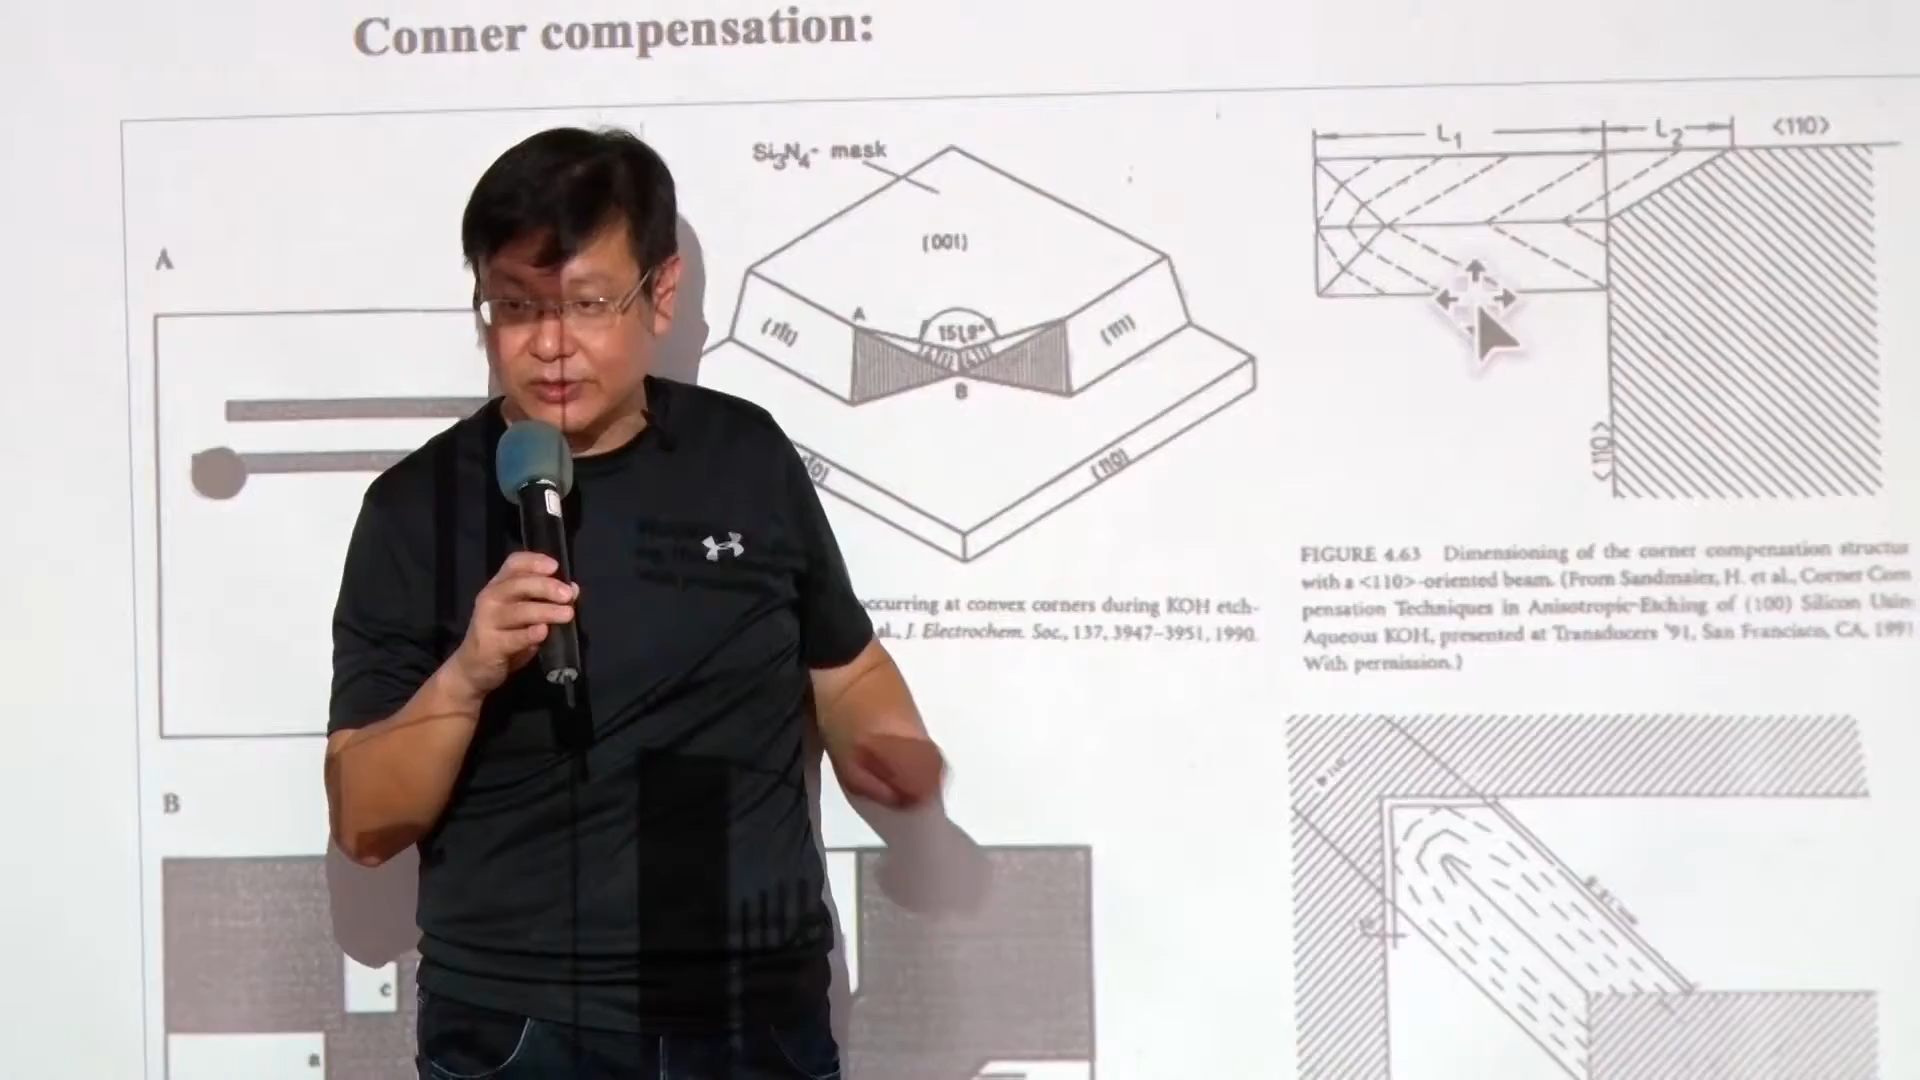 Conner compensation:
A
Si3N4- mask
(001)
A
151,9°
B
(111)
(110)
occurring at convex corners during KOH etch-
al., J. Electrochem. Soc., 137, 3947–3951, 1990.
L1
L2
<110>
<110>
FIGURE 4.63 Dimensioning of the corner compensation structur
with a <110>-oriented beam. (From Sandmaier, H. et al., Corner Com
pensation Techniques in Anisotropic Etching of (100) Silicon Usin
Aqueous KOH, presented at Transducers '91, San Francisco, CA, 1991
With permission.)
B
c
a